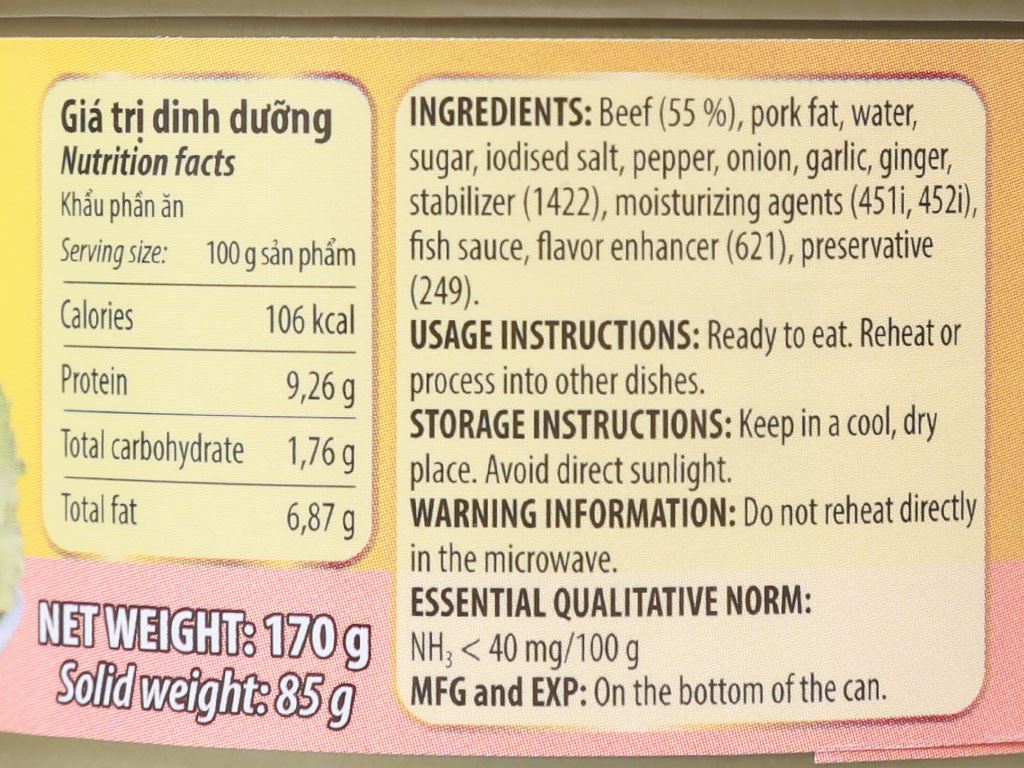 Giá trị dinh dưỡng
Nutrition facts
Khẩu phần ăn
Serving size: 100 g sản phẩm
Calories 106 kcal
Protein 9,26 g
Total carbohydrate 1,76 g
Total fat 6,87 g
NET WEIGHT: 170 g
Solid weight: 85 g
INGREDIENTS: Beef (55 %), pork fat, water,
sugar, iodised salt, pepper, onion, garlic, ginger,
stabilizer (1422), moisturizing agents (451i, 452i),
fish sauce, flavor enhancer (621), preservative
(249).
USAGE INSTRUCTIONS: Ready to eat. Reheat or
process into other dishes.
STORAGE INSTRUCTIONS: Keep in a cool, dry
place. Avoid direct sunlight.
WARNING INFORMATION: Do not reheat directly
in the microwave.
ESSENTIAL QUALITATIVE NORM:
NH₃ < 40 mg/100 g
MFG and EXP: On the bottom of the can.